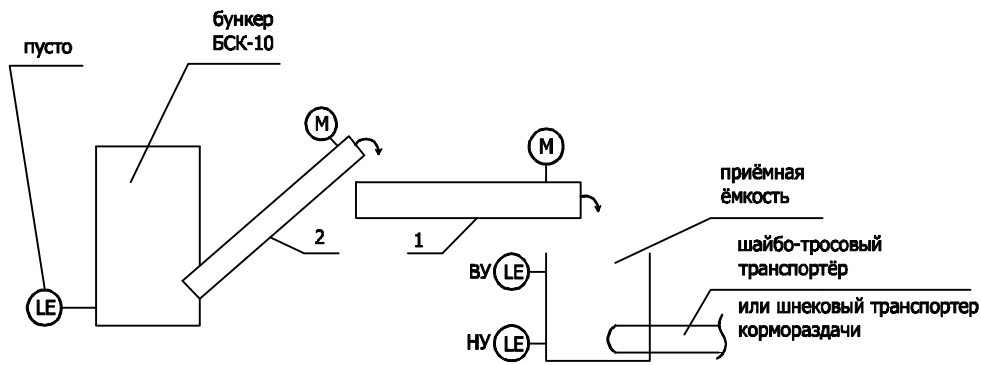 пусто
бункер
БСК-10
М
М
приёмная
ёмкость
2
1
шайбо-тросовый
транспортёр
ВУ LE
или шнековый транспортер
кормораздачи
LE
НУ LE